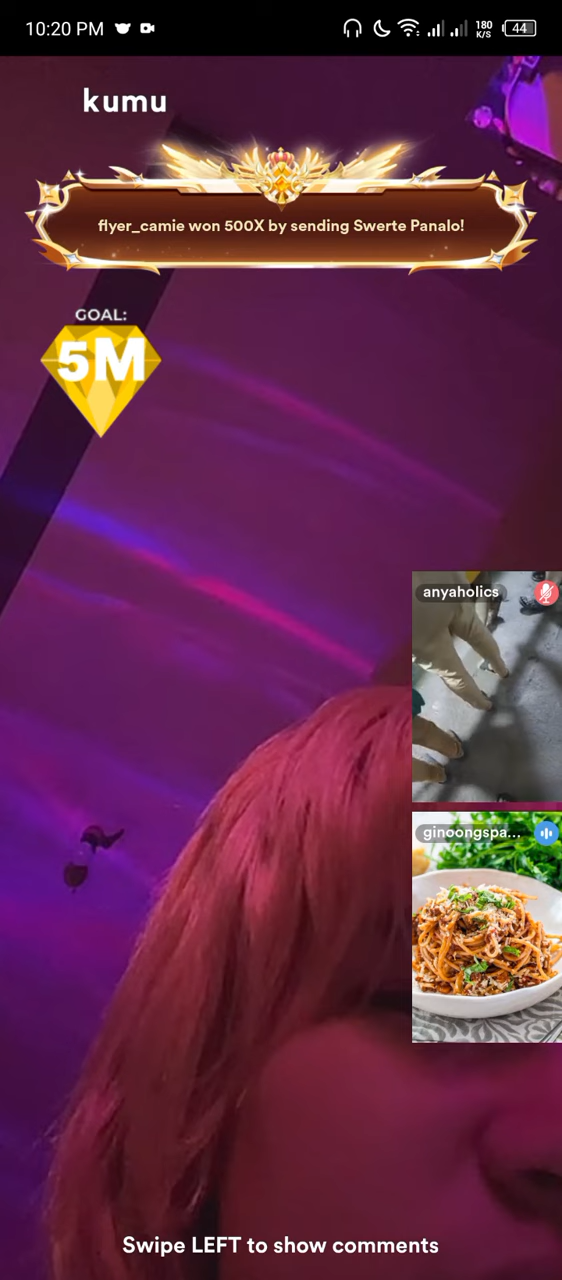 10:20 PM
180
K/S
44
kumu
flyer_camie won 500X by sending Swerte Panalo!
GOAL:
5M
anyaholics
ginoongspa...
Swipe LEFT to show comments